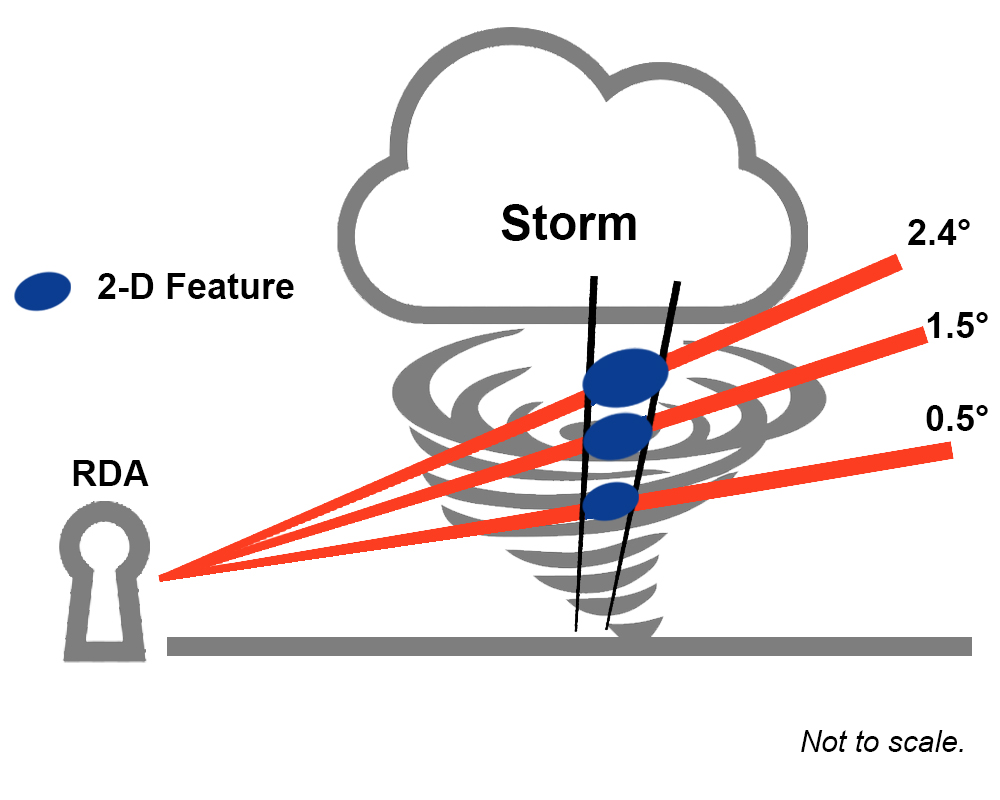 Storm
2.4°
2-D Feature
1.5°
0.5°
RDA
Not to scale.